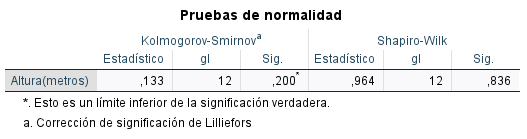 Pruebas de normalidad
Kolmogorov-Smirnovᵃ Shapiro-Wilk
Estadístico gl Sig. Estadístico gl Sig.
Altura(metros) ,133 12 ,200* ,964 12 ,836
*. Esto es un límite inferior de la significación verdadera.
a. Corrección de significación de Lilliefors